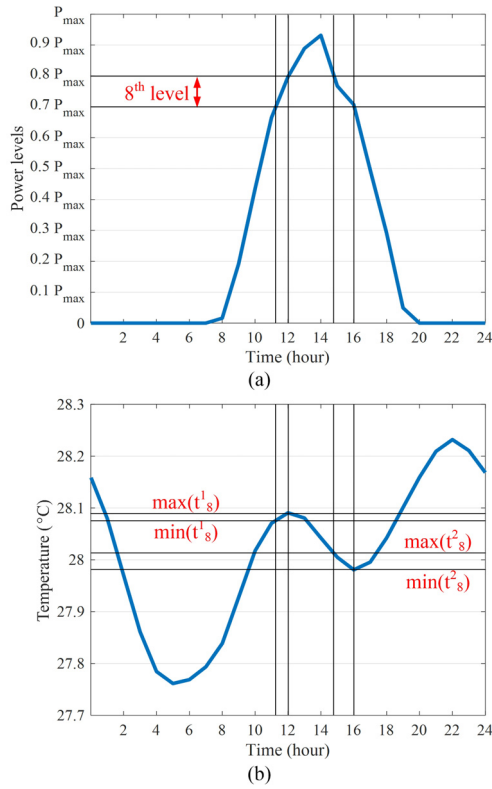 P_max
0.9 P_max
0.8 P_max
8^th level
0.7 P_max
0.6 P_max
0.5 P_max
0.4 P_max
0.3 P_max
0.2 P_max
0.1 P_max
0
Power levels
2 4 6 8 10 12 14 16 18 20 22 24
Time (hour)
(a)
28.3
28.2
28.1
28
27.9
27.8
27.7
Temperature (°C)
max(t^1_8)
min(t^1_8)
max(t^2_8)
min(t^2_8)
2 4 6 8 10 12 14 16 18 20 22 24
Time (hour)
(b)